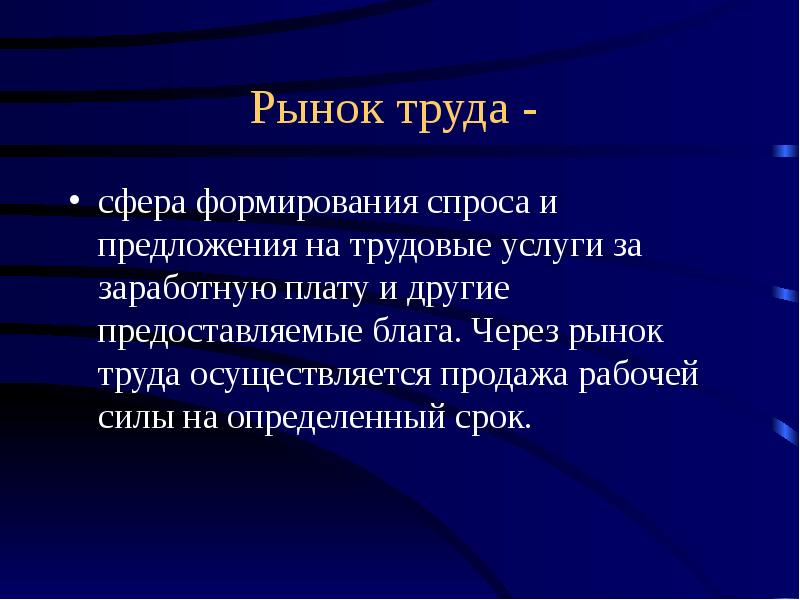 Рынок труда -
• сфера формирования спроса и
предложения на трудовые услуги за
заработную плату и другие
предоставляемые блага. Через рынок
труда осуществляется продажа рабочей
силы на определенный срок.